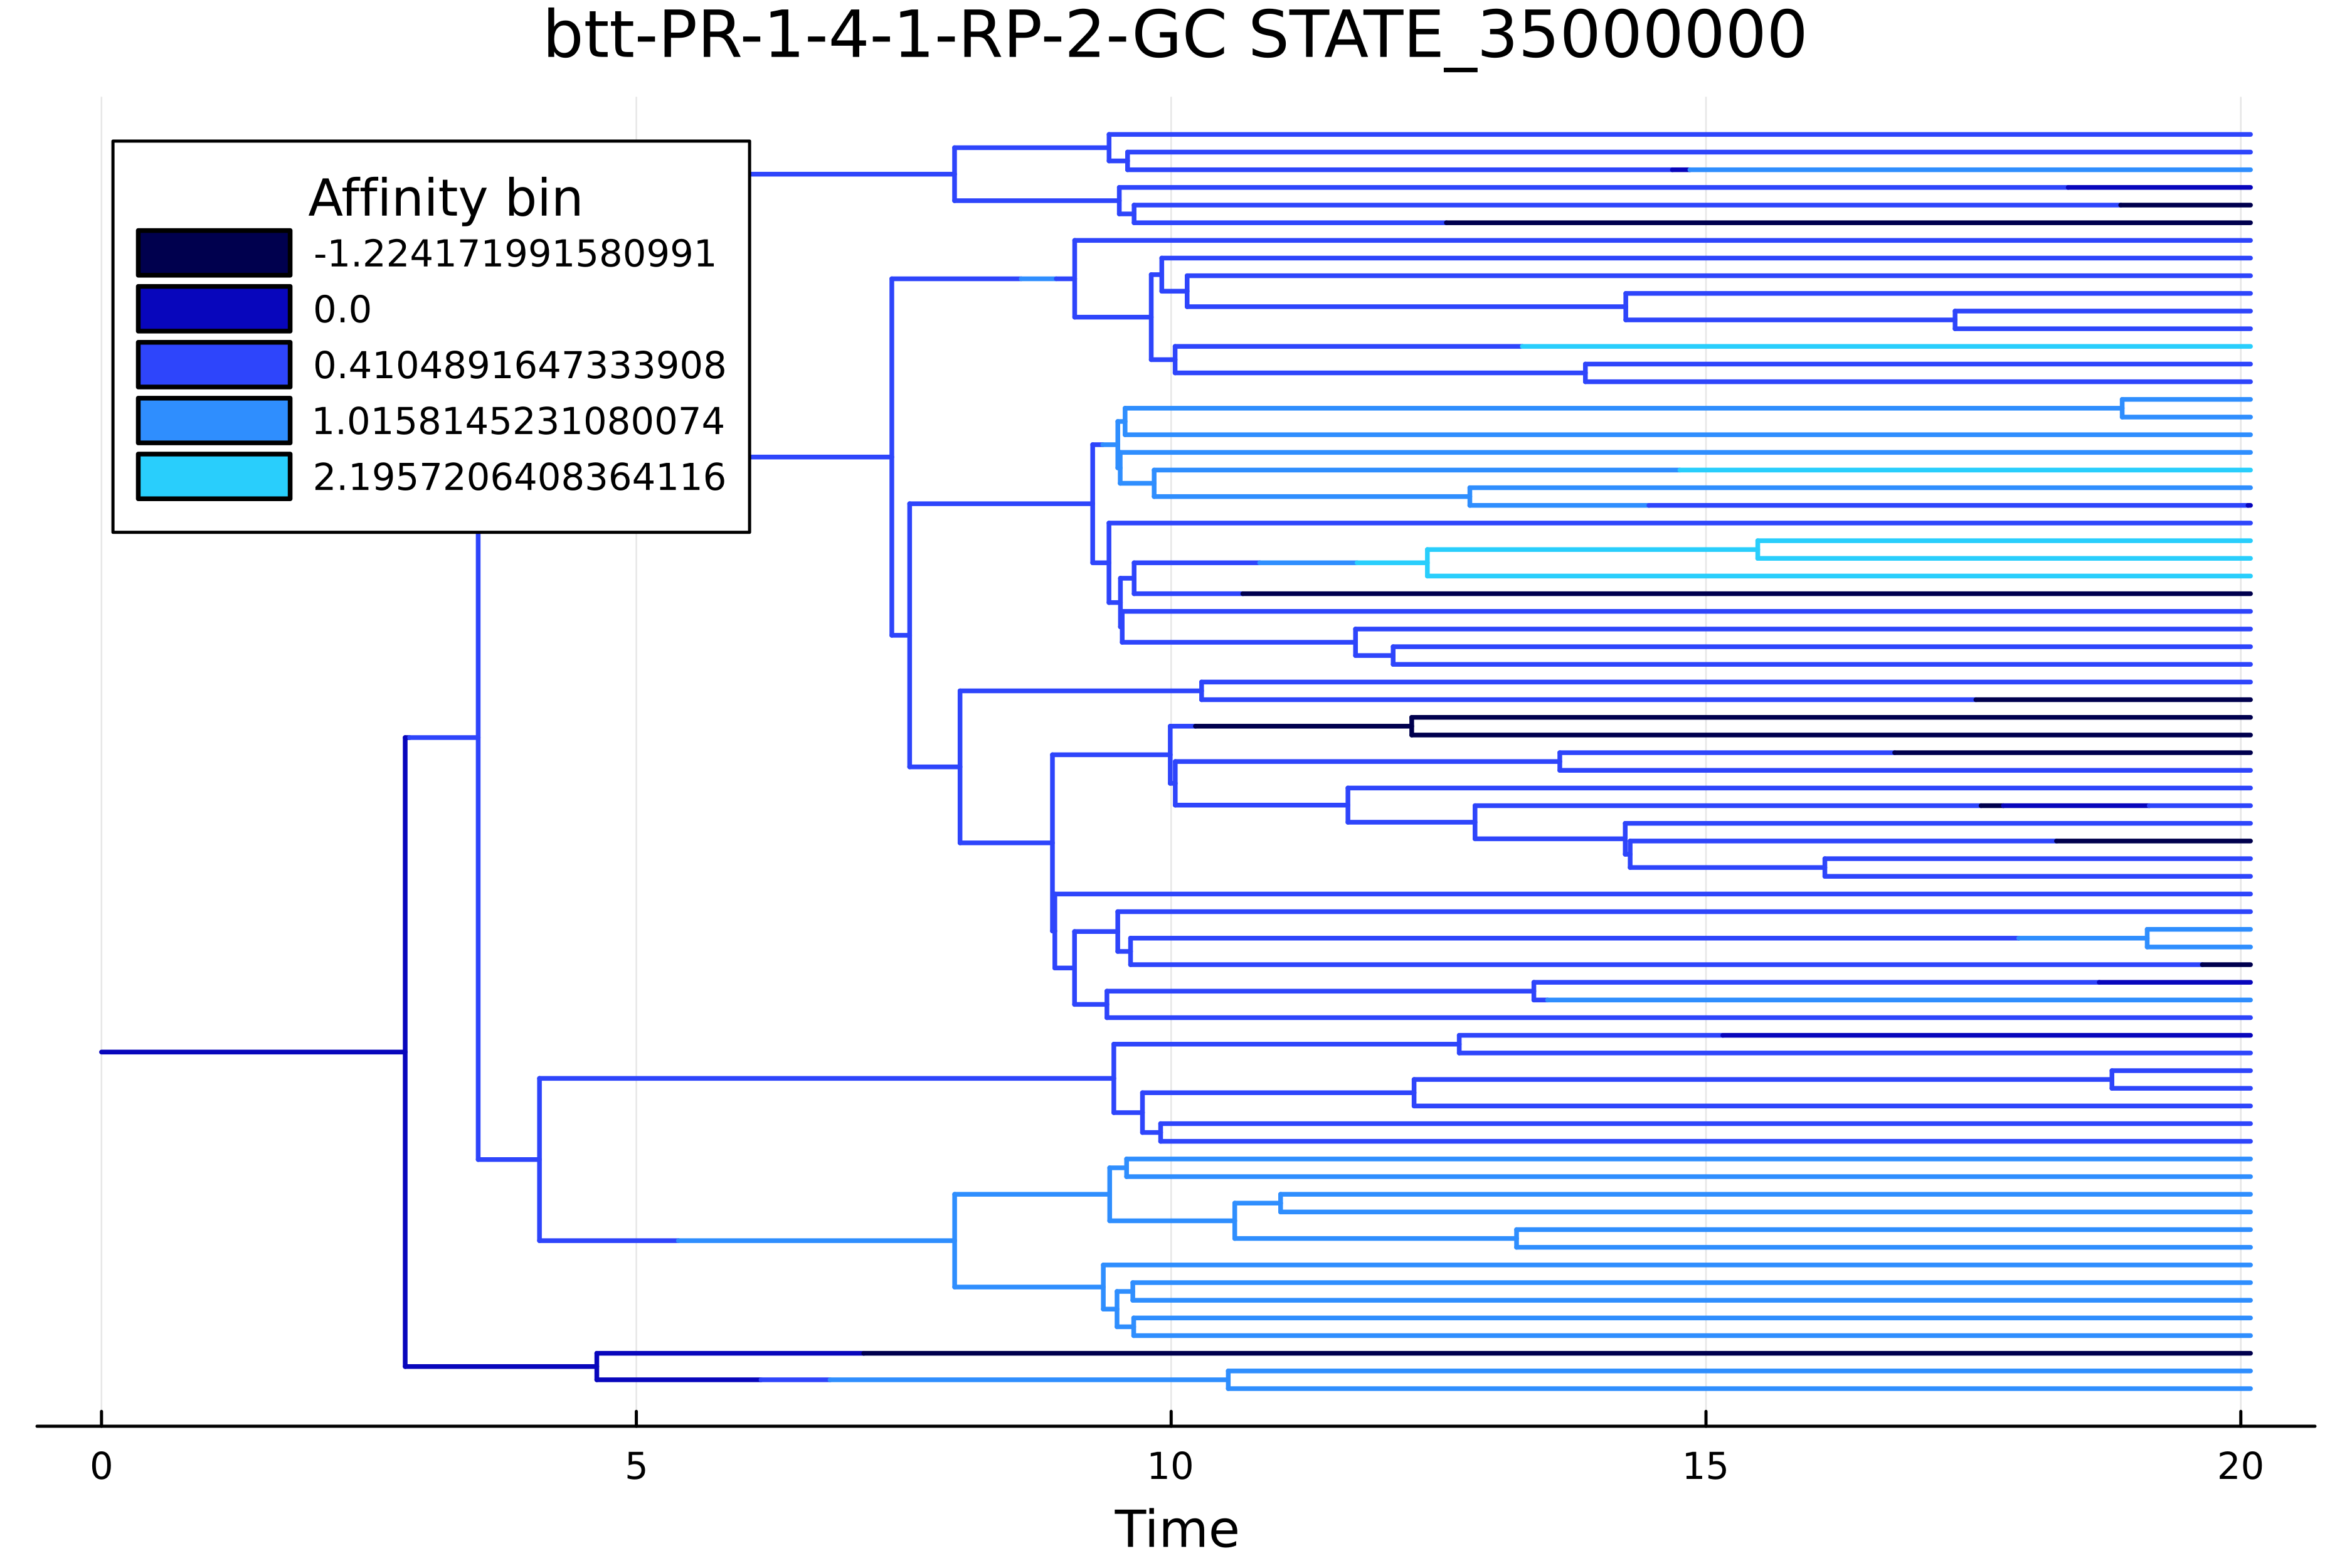 btt-PR-1-4-1-RP-2-GC STATE_35000000
Affinity bin
-1.224171991580991
0.0
0.4104891647333908
1.0158145231080074
2.1957206408364116
0 5 10 15 20
Time